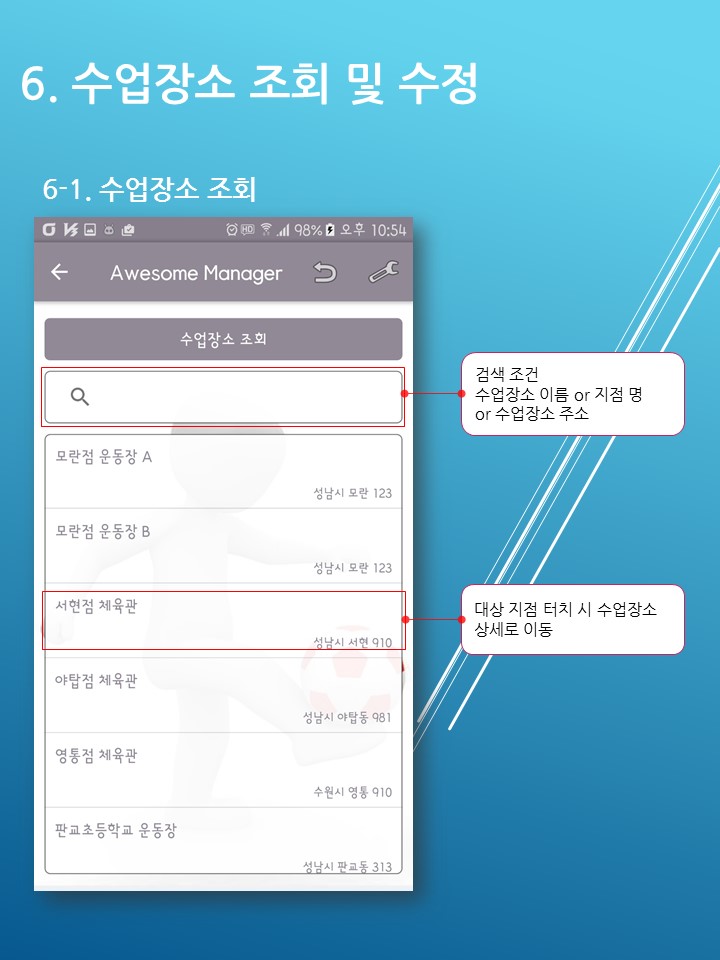 6. 수업장소 조회 및 수정
6-1. 수업장소 조회
HD 98% 오후 10:54
Awesome Manager
수업장소 조회
검색 조건
수업장소 이름 or 지점 명
or 수업장소 주소
모란점 운동장 A
성남시 모란 123
모란점 운동장 B
성남시 모란 123
서현점 체육관
성남시 서현 910
대상 지점 터치 시 수업장소
상세로 이동
야탑점 체육관
성남시 야탑동 981
영통점 체육관
수원시 영통 910
판교초등학교 운동장
성남시 판교동 313